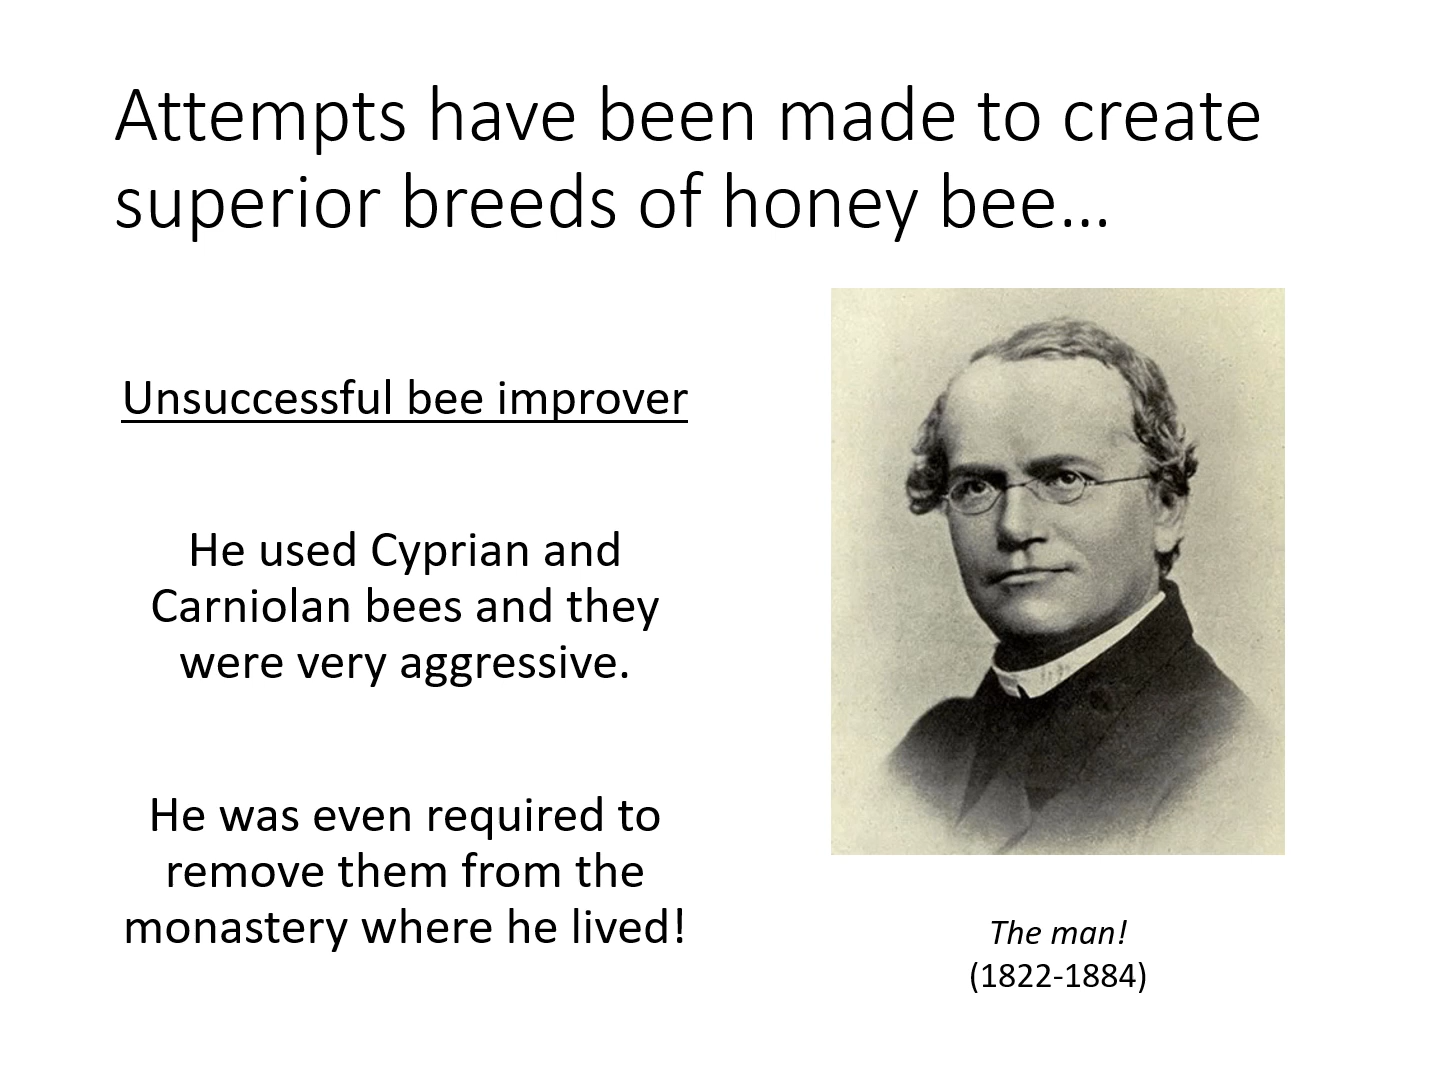 Attempts have been made to create
superior breeds of honey bee…
Unsuccessful bee improver
He used Cyprian and
Carniolan bees and they
were very aggressive.
He was even required to
remove them from the
monastery where he lived!
The man!
(1822-1884)